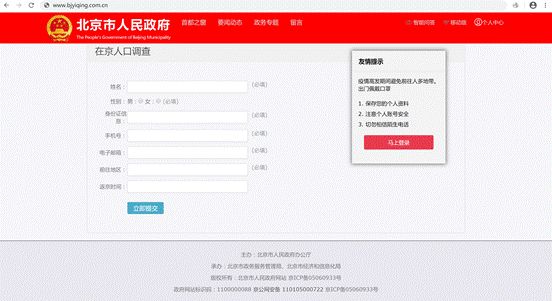 www.bjyiqing.com.cn
北京市人民政府
The People's Government of Beijing Municipality
首都之窗 要闻动态 政务专题 留言
智能问答 移动版 个人中心
在京人口调查
姓名： (必填)
性别： 男： 女： (必填)
身份证信息： (必填)
手机号： (必填)
电子邮箱： (必填)
前往地区： (必填)
返京时间：
立即提交
友情提示
疫情高发期间避免前往人多地带。
出门佩戴口罩
1. 保存您的个人资料
2. 注意个人账号安全
3. 切勿相信陌生电话
马上登录
主办：北京市人民政府办公厅
承办：北京市政务服务管理局、北京市经济和信息化局
版权所有：北京市人民政府网站 京ICP备05060933号
政府网站标识码：1100000088 京公网安备 110105000722 京ICP备05060933号